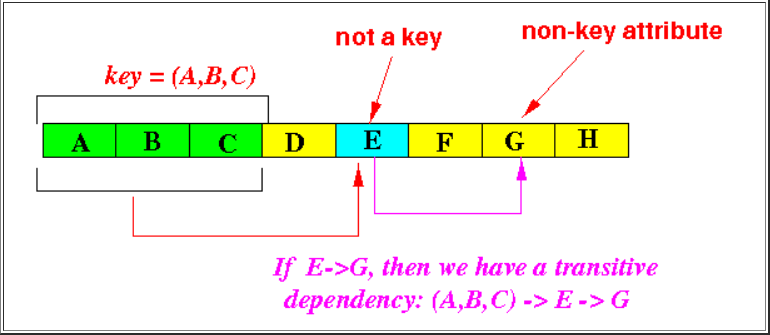 not a key
non-key attribute
key = (A,B,C)
A B C D E F G H
If E->G, then we have a transitive
dependency: (A,B,C) -> E -> G